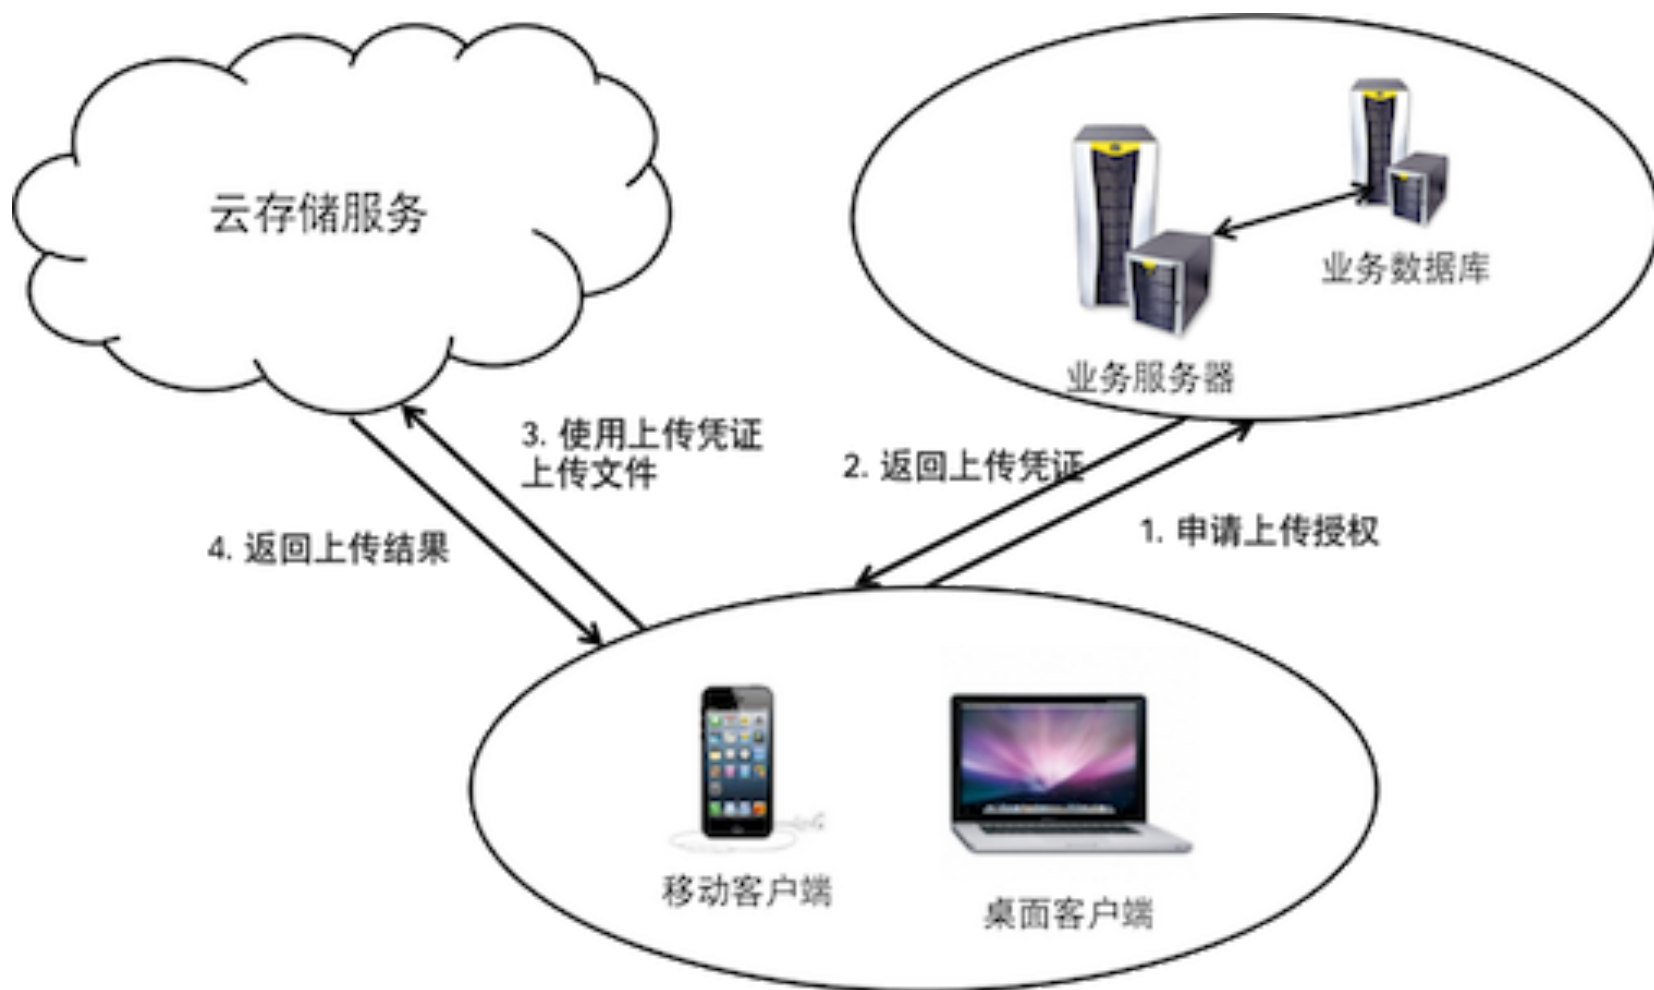 云存储服务
业务数据库
业务服务器
3. 使用上传凭证
上传文件
2. 返回上传凭证
1. 申请上传授权
4. 返回上传结果
移动客户端
桌面客户端